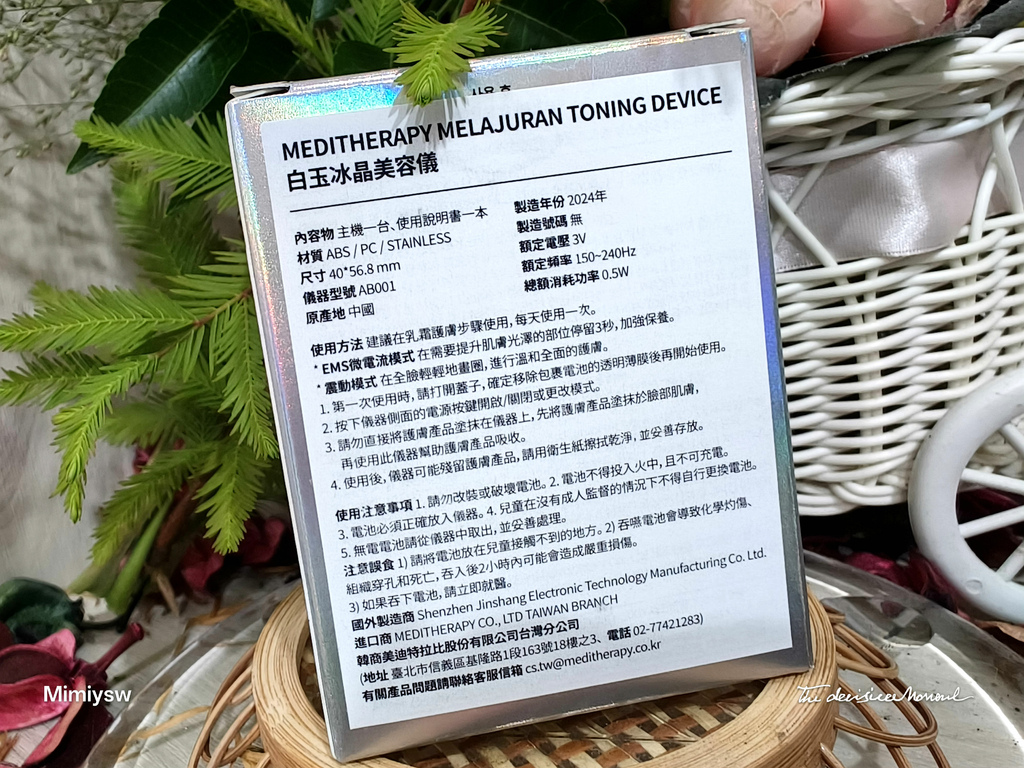 사용
MEDITHERAPY MELAJURAN TONING DEVICE
白玉冰晶美容儀
內容物 主機一台、使用說明書一本
材質 ABS / PC / STAINLESS
尺寸 40*56.8 mm
儀器型號 AB001
原產地 中國
製造年份 2024年
製造號碼 無
額定電壓 3V
額定頻率 150~240Hz
總額消耗功率 0.5W
使用方法 建議在乳霜護膚步驟使用, 每天使用一次。
* EMS微電流模式 在需要提升肌膚光澤的部位停留3秒, 加強保養。
* 震動模式 在全臉輕輕地畫圈, 進行溫和全面的護膚。
1. 第一次使用時, 請打開蓋子, 確定移除包裹電池的透明薄膜後再開始使用。
2. 按下儀器側面的電源按鍵開啟/關閉或更改模式。
3. 請勿直接將護膚產品塗抹在儀器上, 先將護膚產品塗抹於臉部肌膚,
再使用此儀器幫助護膚產品吸收。
4. 使用後, 儀器可能殘留護膚產品, 請用衛生紙擦拭乾淨, 並妥善存放。
使用注意事項 1. 請勿改裝或破壞電池。2. 電池不得投入火中, 且不可充電。
3. 電池必須正確放入儀器。4. 兒童在沒有成人監督的情況下不得自行更換電池。
5. 無電電池請從儀器中取出, 並妥善處理。
注意誤食 1) 請將電池放在兒童接觸不到的地方。2) 吞嚥電池會導致化學灼傷、
組織穿孔和死亡, 吞入後2小時內可能會造成嚴重損傷。
3) 如果吞下電池, 請立即就醫。
國外製造商 Shenzhen Jinshang Electronic Technology Manufacturing Co. Ltd.
進口商 MEDITHERAPY CO., LTD TAIWAN BRANCH
韓商美迪特拉比股份有限公司台灣分公司
(地址 臺北市信義區基隆路1段163號18樓之3、電話 02-77421283)
有關產品問題請聯絡客服信箱 cs.tw@meditherapy.co.kr
Mimiysw